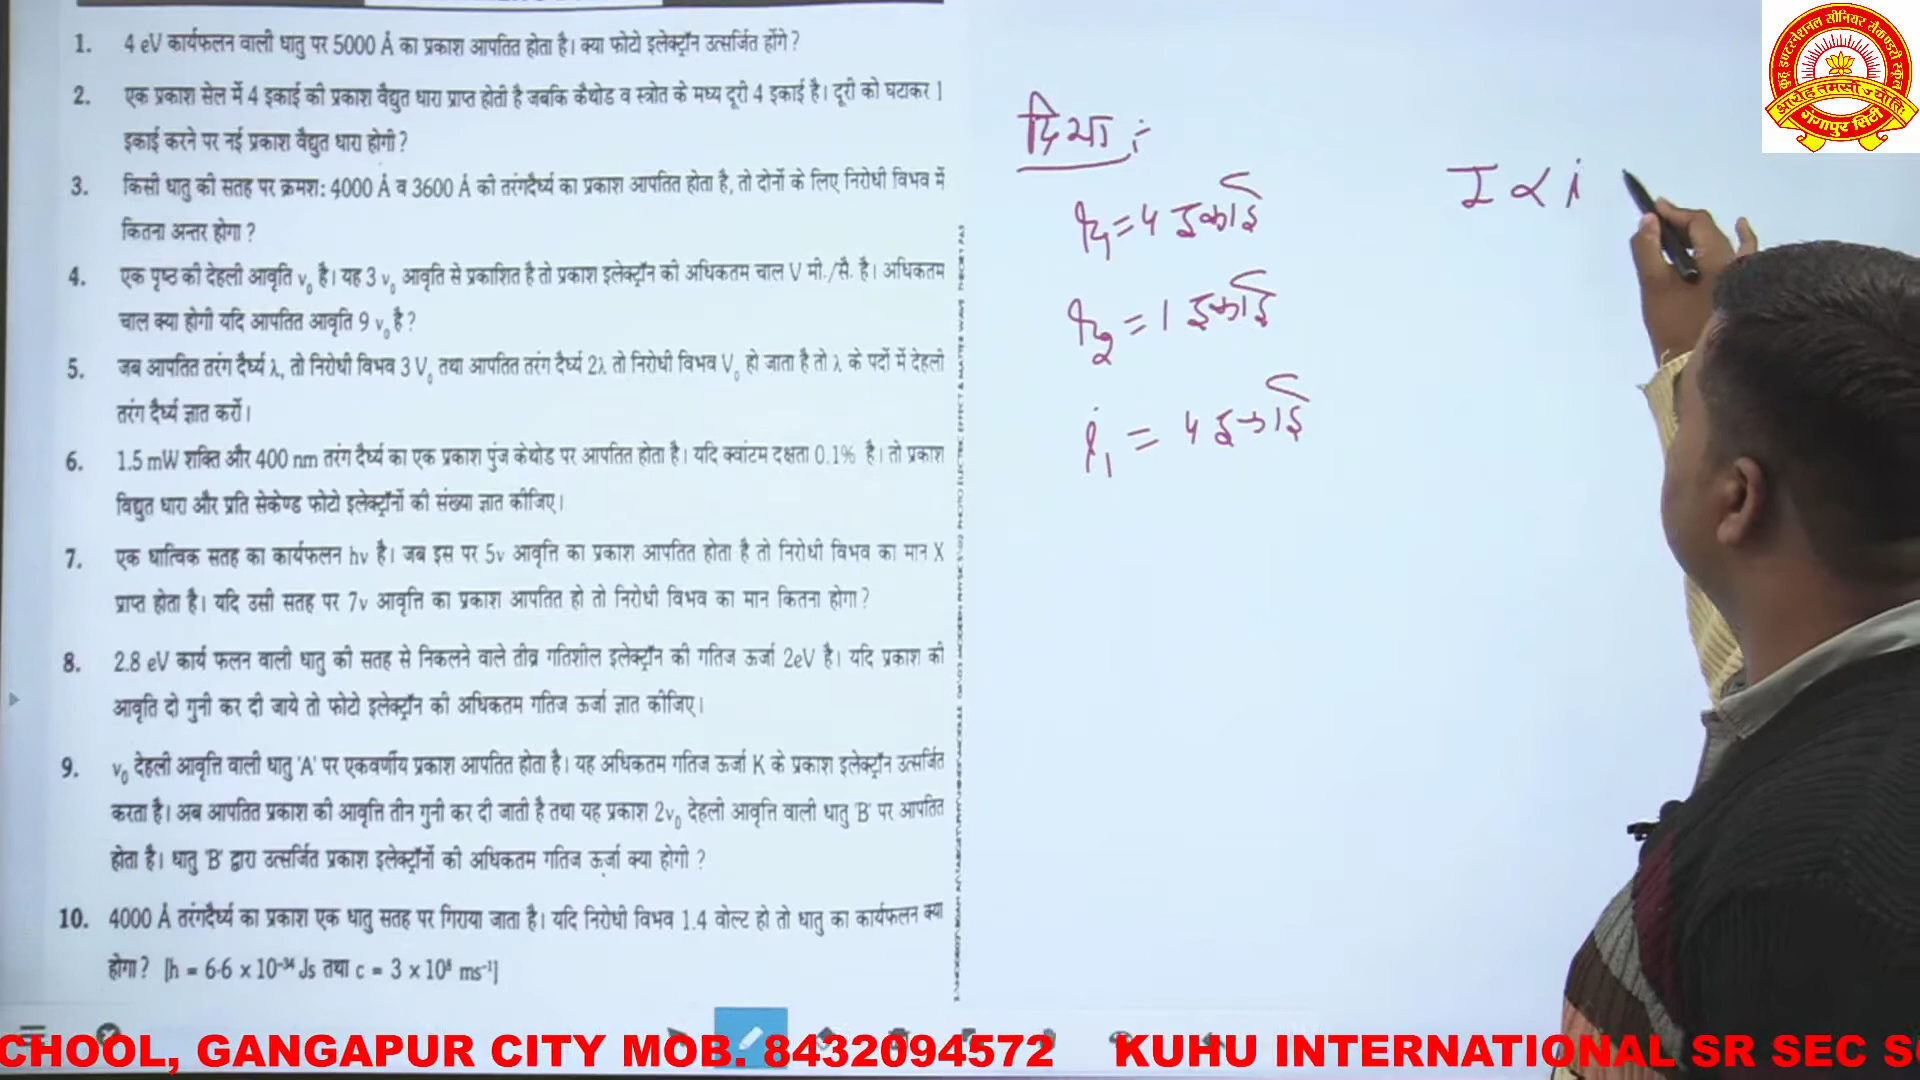 1. 4 eV कार्यफलन वाली धातु पर 5000 Å का प्रकाश आपतित होता है। क्या फोटो इलेक्ट्रॉन उत्सर्जित होंगे ?
2. एक प्रकाश सेल में 4 इकाई की प्रकाश वैद्युत धारा प्राप्त होती है जबकि कैथोड व स्त्रोत के मध्य दूरी 4 इकाई है। दूरी को घटाकर 1
इकाई करने पर नई प्रकाश वैद्युत धारा होगी ?
3. किसी धातु की सतह पर क्रमश: 4000 Å व 3600 Å की तरंगदैर्ध्य का प्रकाश आपतित होता है, तो दोनों के लिए निरोधी विभव में
कितना अन्तर होगा ?
4. एक पृष्ठ की देहली आवृति v₀ है। यह 3 v₀ आवृति से प्रकाशित है तो प्रकाश इलेक्ट्रॉन की अधिकतम चाल V मी./सै. है। अधिकतम
चाल क्या होगी यदि आपतित आवृति 9 v₀ है ?
5. जब आपतित तरंग दैर्ध्य λ, तो निरोधी विभव 3 V₀ तथा आपतित तरंग दैर्ध्य 2λ तो निरोधी विभव V₀ हो जाता है तो λ के पदों में देहली
तरंग दैर्ध्य ज्ञात करों।
6. 1.5 mW शक्ति और 400 nm तरंग दैर्ध्य का एक प्रकाश पुंज केथोड पर आपतित होता है। यदि क्वांटम दक्षता 0.1% है। तो प्रकाश
विद्युत धारा और प्रति सेकेण्ड फोटो इलेक्ट्रॉनों की संख्या ज्ञात कीजिए।
7. एक धात्विक सतह का कार्यफलन hv है। जब इस पर 5v आवृत्ति का प्रकाश आपतित होता है तो निरोधी विभव का मान X
प्राप्त होता है। यदि उसी सतह पर 7v आवृत्ति का प्रकाश आपतित हो तो निरोधी विभव का मान कितना होगा ?
8. 2.8 eV कार्य फलन वाली धातु की सतह से निकलने वाले तीव्र गतिशील इलेक्ट्रॉन की गतिज ऊर्जा 2eV है। यदि प्रकाश की
आवृति दो गुनी कर दी जाये तो फोटो इलेक्ट्रॉन की अधिकतम गतिज ऊर्जा ज्ञात कीजिए।
9. v₀ देहली आवृत्ति वाली धातु 'A' पर एकवर्णीय प्रकाश आपतित होता है। यह अधिकतम गतिज ऊर्जा K के प्रकाश इलेक्ट्रॉन उत्सर्जित
करता है। अब आपतित प्रकाश की आवृत्ति तीन गुनी कर दी जाती है तथा यह प्रकाश 2v₀ देहली आवृत्ति वाली धातु 'B' पर आपतित
होता है। धातु 'B' द्वारा उत्सर्जित प्रकाश इलेक्ट्रॉनों की अधिकतम गतिज ऊर्जा क्या होगी ?
10. 4000 Å तरंगदैर्ध्य का प्रकाश एक धातु सतह पर गिराया जाता है। यदि निरोधी विभव 1.4 वोल्ट हो तो धातु का कार्यफलन क्या
होगा ? [h = 6·6 × 10⁻³⁴ Js तथा c = 3 × 10⁸ ms⁻¹]
दिया :-
r₁ = 4 इकाई
r₂ = 1 इकाई
i₁ = 4 इकाई
I ∝ i
कुहू इण्टरनेशनल सीनियर सैकण्डरी स्कूल
आरोह तमसो ज्योतिः
गंगापुर सिटी
CHOOL, GANGAPUR CITY MOB. 8432094572 KUHU INTERNATIONAL SR SEC S